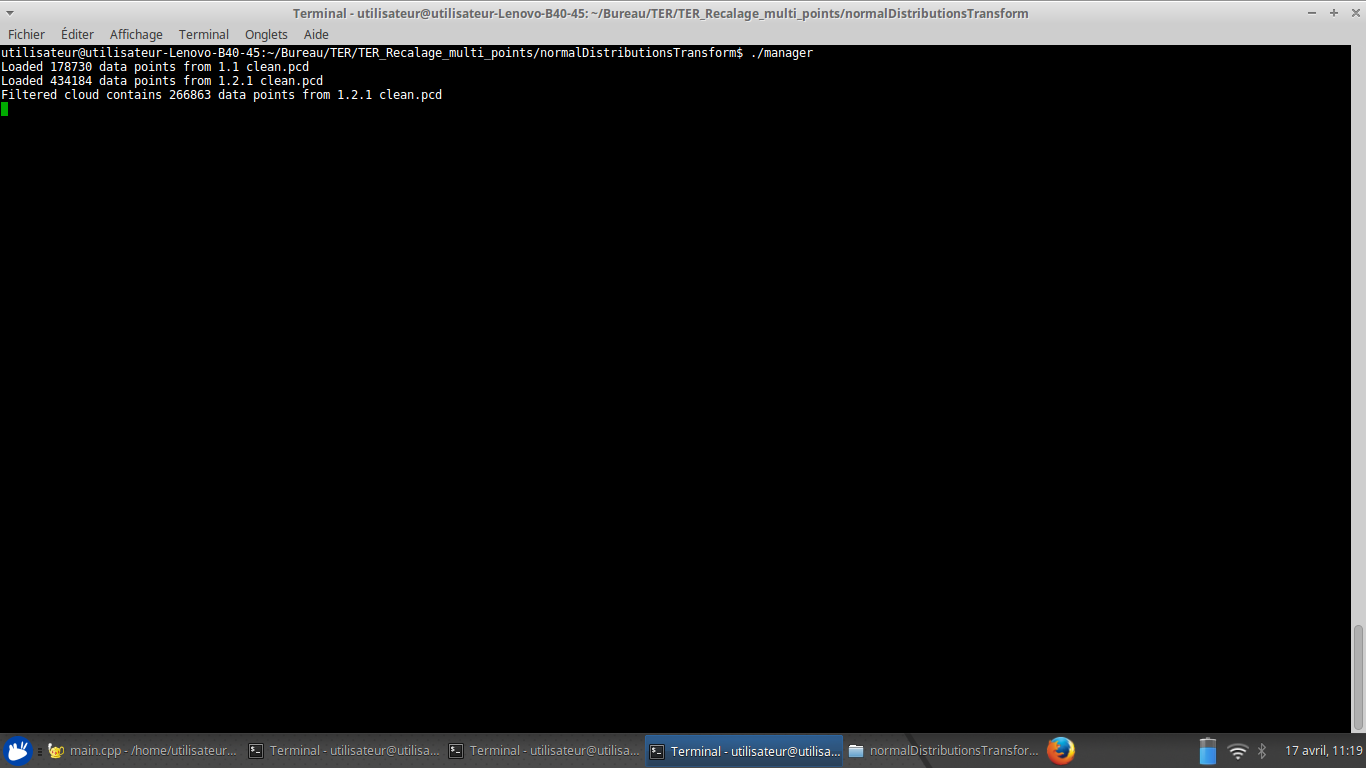 Terminal - utilisateur@utilisateur-Lenovo-B40-45: ~/Bureau/TER/TER_Recalage_multi_points/normalDistributionsTransform
Fichier Éditer Affichage Terminal Onglets Aide
utilisateur@utilisateur-Lenovo-B40-45:~/Bureau/TER/TER_Recalage_multi_points/normalDistributionsTransform$ ./manager
Loaded 178730 data points from 1.1 clean.pcd
Loaded 434184 data points from 1.2.1 clean.pcd
Filtered cloud contains 266863 data points from 1.2.1 clean.pcd
main.cpp - /home/utilisateur... Terminal - utilisateur@utilisa... Terminal - utilisateur@utilisa... Terminal - utilisateur@utilisa... normalDistributionsTransfor... 17 avril, 11:19